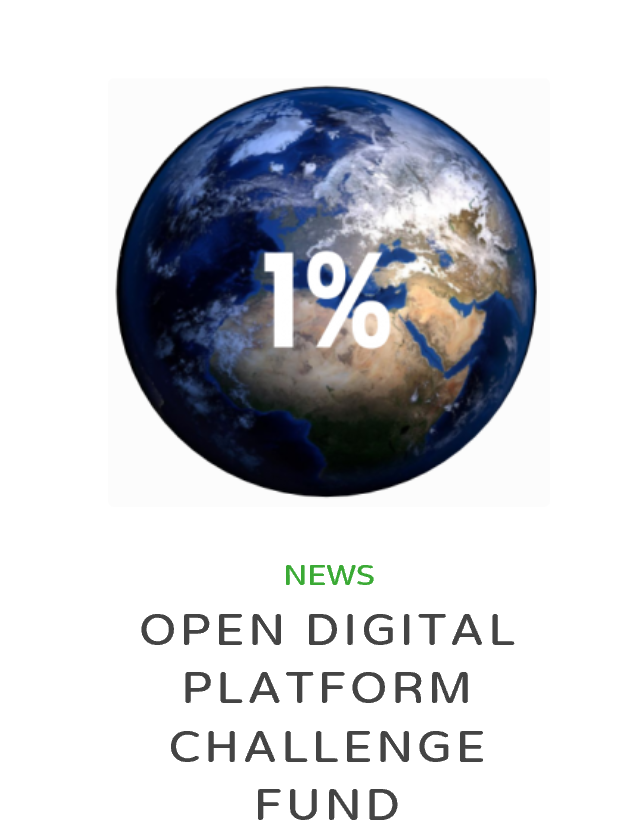 1%
NEWS
OPEN DIGITAL
PLATFORM
CHALLENGE
FUND